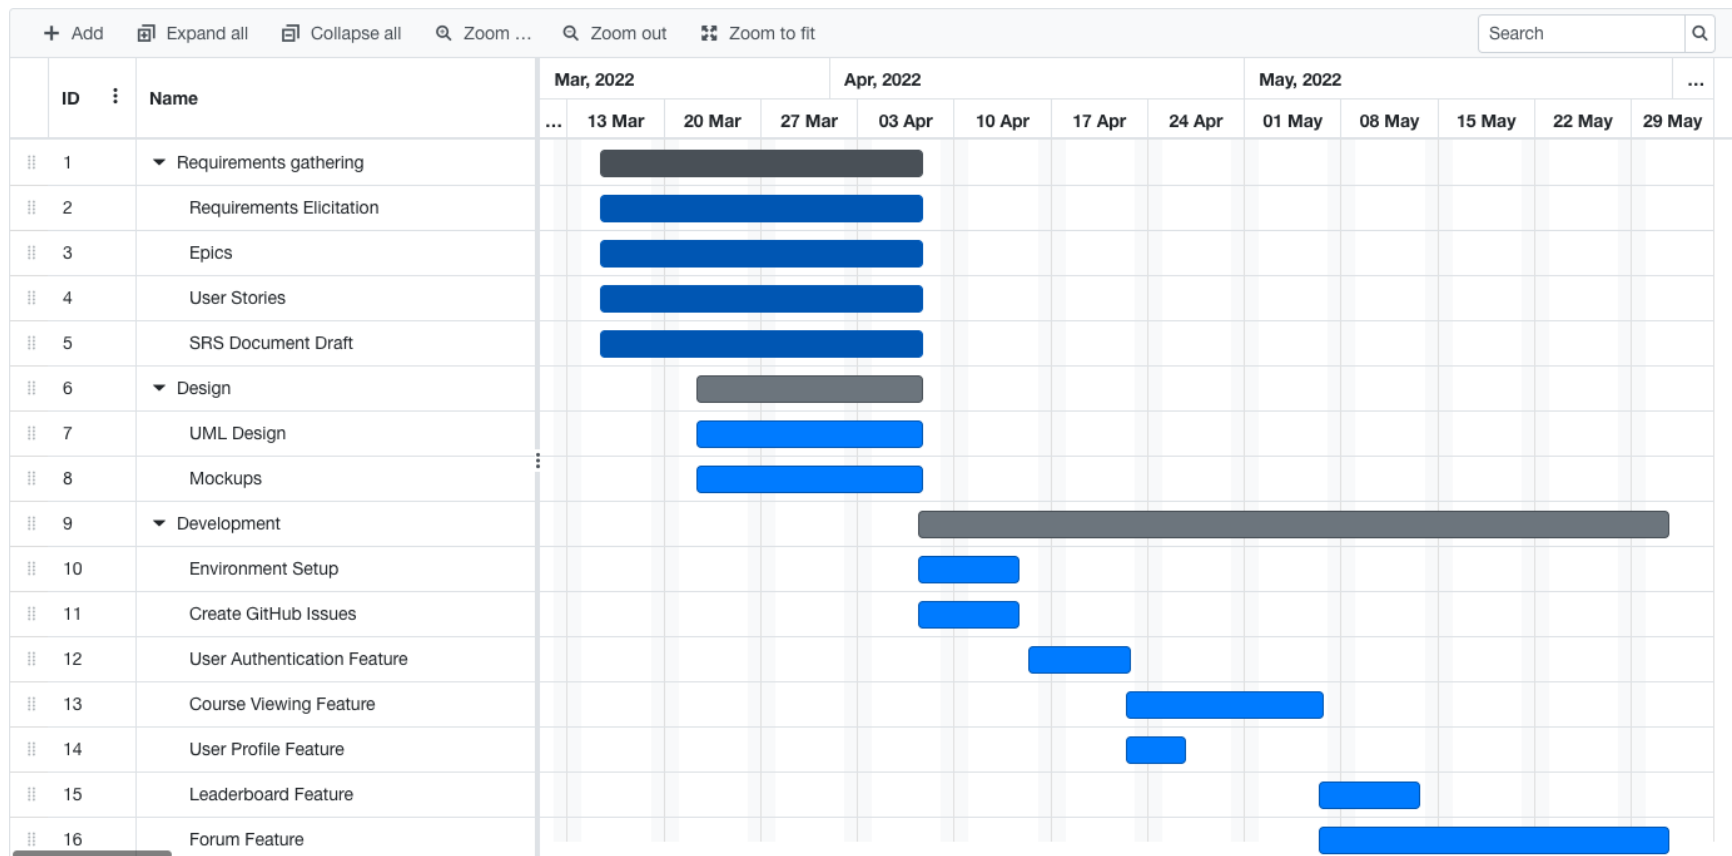 Add Expand all Collapse all Zoom ... Zoom out Zoom to fit Search
Mar, 2022 Apr, 2022 May, 2022 ...
ID Name
... 13 Mar 20 Mar 27 Mar 03 Apr 10 Apr 17 Apr 24 Apr 01 May 08 May 15 May 22 May 29 May
1 Requirements gathering
2 Requirements Elicitation
3 Epics
4 User Stories
5 SRS Document Draft
6 Design
7 UML Design
8 Mockups
9 Development
10 Environment Setup
11 Create GitHub Issues
12 User Authentication Feature
13 Course Viewing Feature
14 User Profile Feature
15 Leaderboard Feature
16 Forum Feature